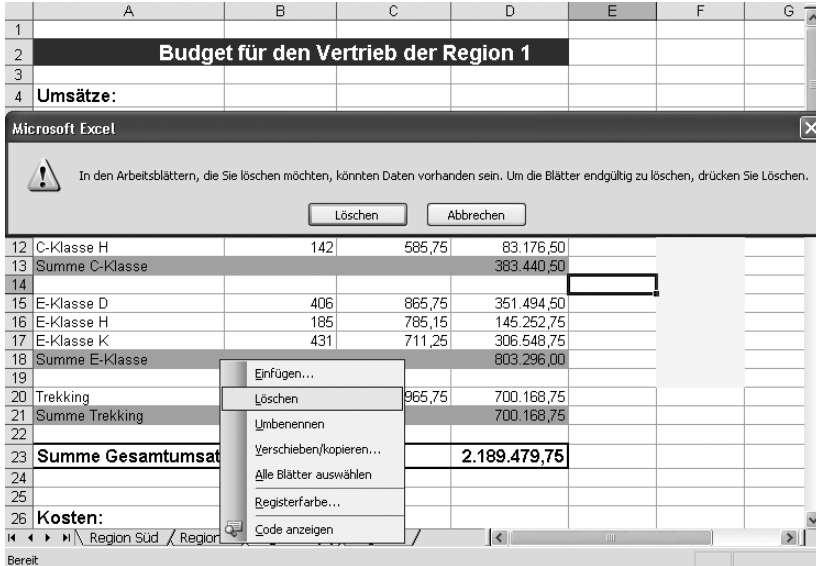 A B C D E F G
1
2 Budget für den Vertrieb der Region 1
3
4 Umsätze:
Microsoft Excel
In den Arbeitsblättern, die Sie löschen möchten, könnten Daten vorhanden sein. Um die Blätter endgültig zu löschen, drücken Sie Löschen.
Löschen Abbrechen
12 C-Klasse H 142 585,75 83.176,50
13 Summe C-Klasse 383.440,50
14
15 E-Klasse D 406 865,75 351.494,50
16 E-Klasse H 185 785,15 145.252,75
17 E-Klasse K 431 711,25 306.548,75
18 Summe E-Klasse 803.296,00
19
20 Trekking 965,75 700.168,75
21 Summe Trekking 700.168,75
22
23 Summe Gesamtumsat 2.189.479,75
24
25
26 Kosten:
Einfügen...
Löschen
Umbenennen
Verschieben/kopieren...
Alle Blätter auswählen
Registerfarbe...
Code anzeigen
Region Süd Region
Bereit